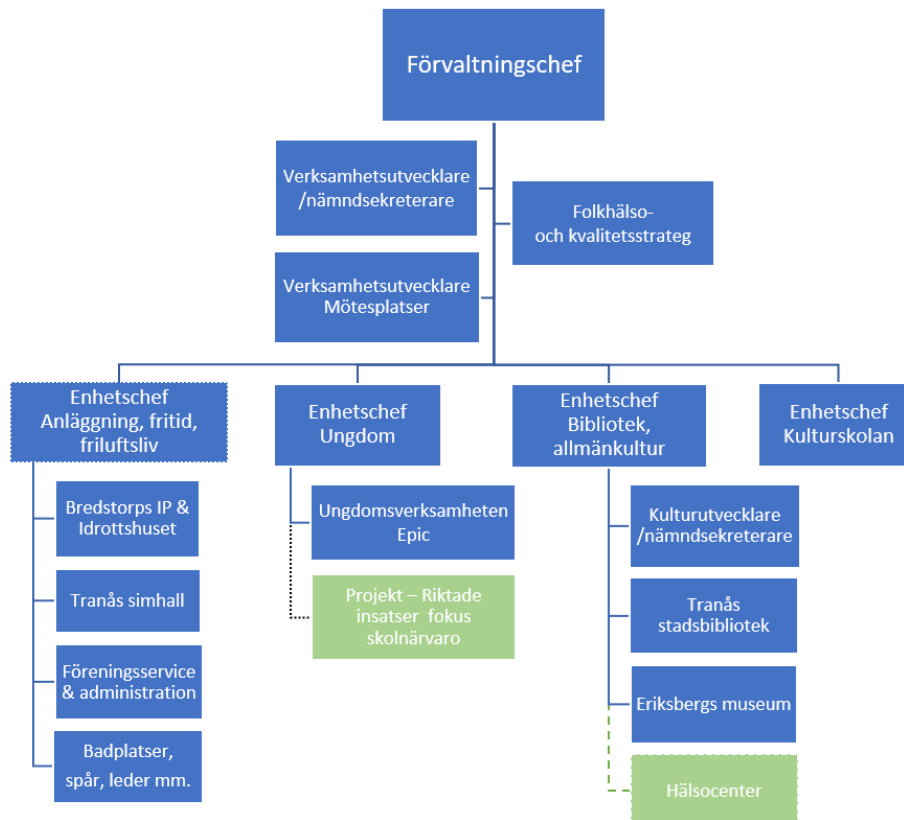 Förvaltningschef
Verksamhetsutvecklare
/nämndsekreterare
Folkhälso-
och kvalitetsstrateg
Verksamhetsutvecklare
Mötesplatser
Enhetschef
Anläggning, fritid,
friluftsliv
Bredstorps IP &
Idrottshuset
Tranås simhall
Föreningsservice
& administration
Badplatser,
spår, leder mm.
Enhetschef
Ungdom
Ungdomsverksamheten
Epic
Projekt – Riktade
insatser fokus
skolnärvaro
Enhetschef
Bibliotek,
allmänkultur
Kulturutvecklare
/nämndsekreterare
Tranås
stadsbibliotek
Eriksbergs museum
Hälsocenter
Enhetschef
Kulturskolan